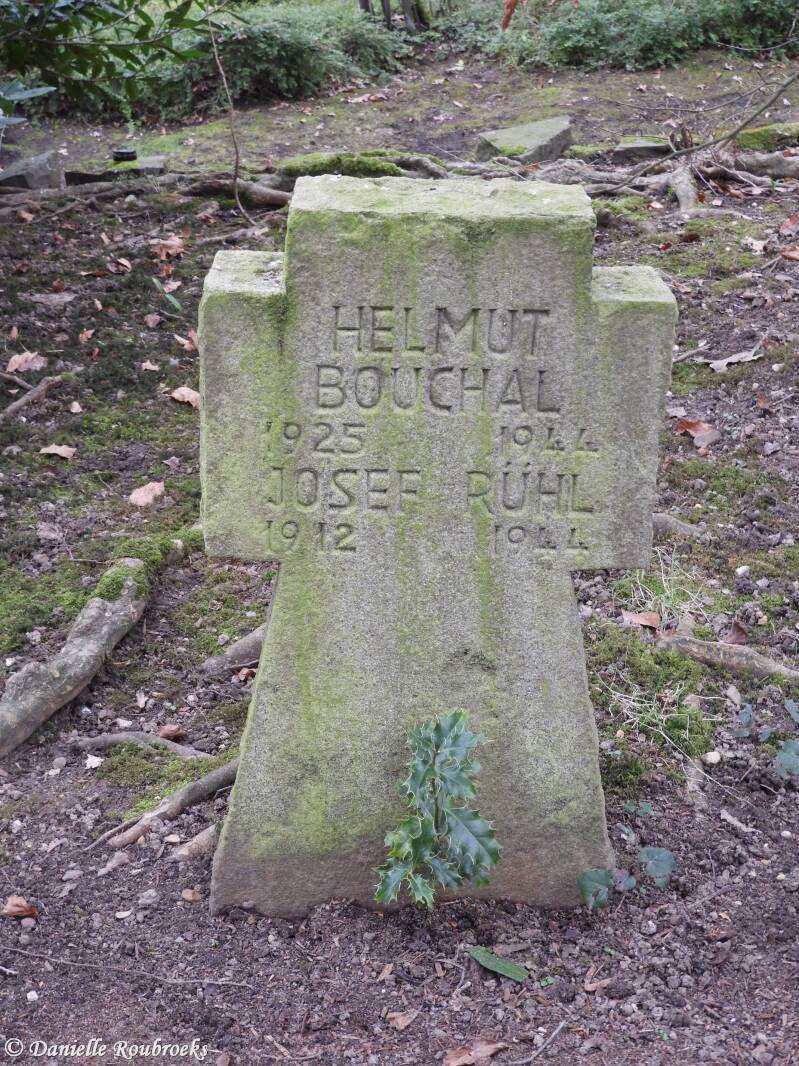 HELMUT
BOUCHAL
1925 1944
JOSEF RÜHL
1912 1944
© Danielle Roubroeks